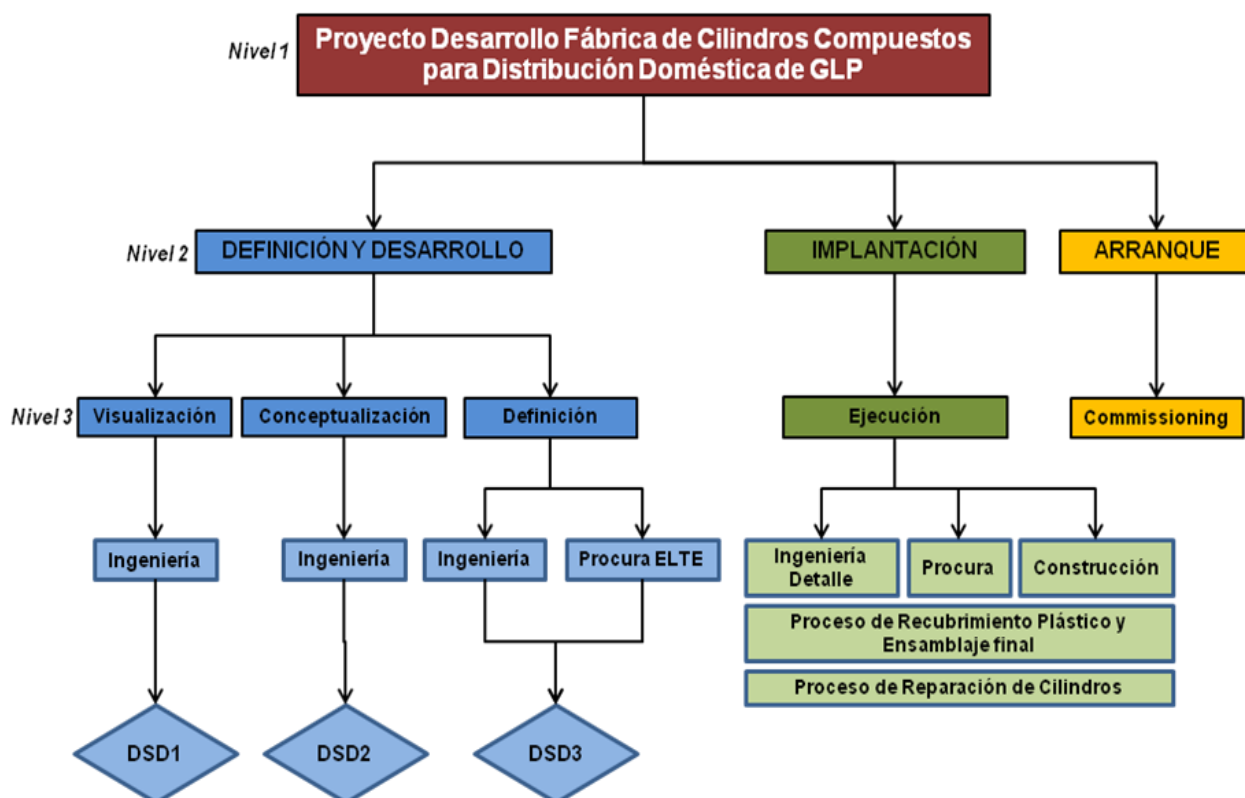 Nivel 1
Proyecto Desarrollo Fábrica de Cilindros Compuestos
para Distribución Doméstica de GLP
Nivel 2
DEFINICIÓN Y DESARROLLO
IMPLANTACIÓN
ARRANQUE
Nivel 3
Visualización
Conceptualización
Definición
Ejecución
Commissioning
Ingeniería
Ingeniería
Ingeniería
Procura ELTE
Ingeniería
Detalle
Procura
Construcción
Proceso de Recubrimiento Plástico y
Ensamblaje final
Proceso de Reparación de Cilindros
DSD1
DSD2
DSD3